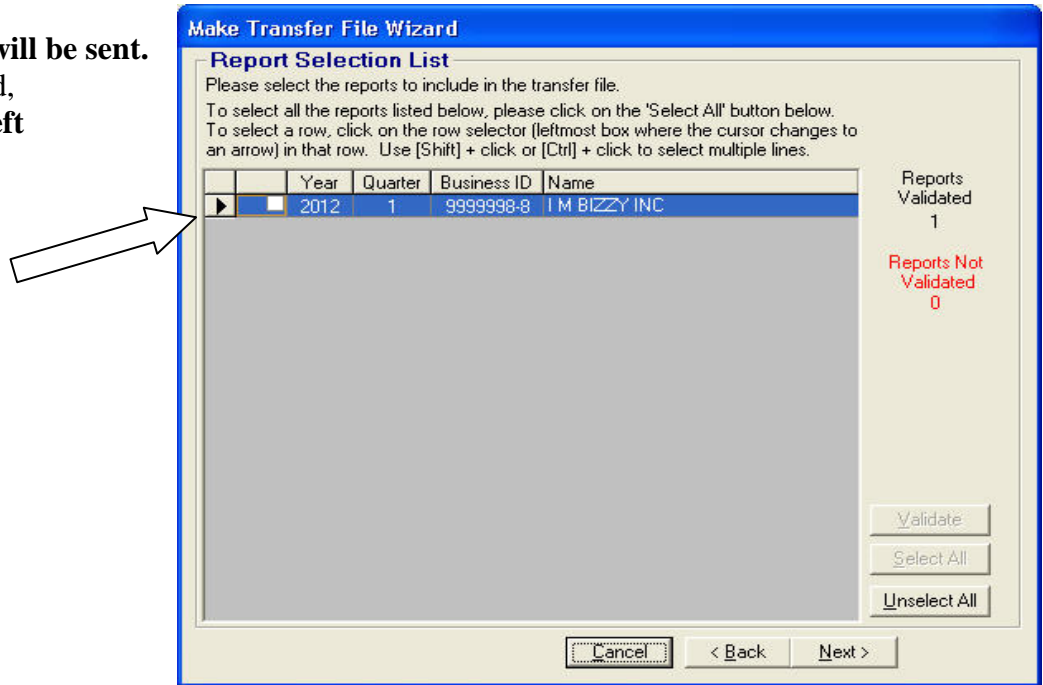 will be sent.
d,
eft
Make Transfer File Wizard
Report Selection List
Please select the reports to include in the transfer file.
To select all the reports listed below, please click on the 'Select All' button below.
To select a row, click on the row selector (leftmost box where the cursor changes to
an arrow) in that row. Use [Shift] + click or [Ctrl] + click to select multiple lines.
Year Quarter Business ID Name
2012 1 9999998-8 I M BIZZY INC
Reports
Validated
1
Reports Not
Validated
0
Validate
Select All
Unselect All
Cancel < Back Next >